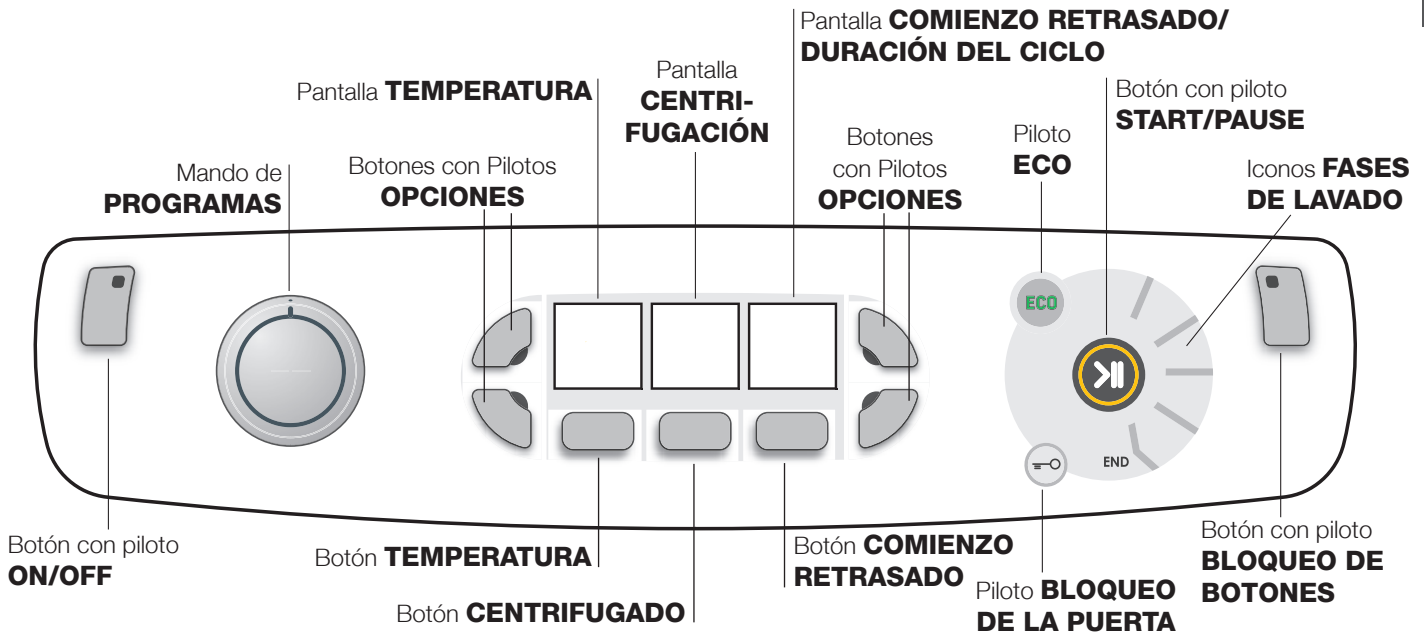 Pantalla COMIENZO RETRASADO/
DURACIÓN DEL CICLO
Pantalla
CENTRI-
FUGACIÓN
Pantalla TEMPERATURA
Botón con piloto
START/PAUSE
Botones
con Pilotos
OPCIONES
Piloto
ECO
Mando de
PROGRAMAS
Botones con Pilotos
OPCIONES
Iconos FASES
DE LAVADO
ECO
END
Botón con piloto
ON/OFF
Botón TEMPERATURA
Botón CENTRIFUGADO
Botón COMIENZO
RETRASADO
Piloto BLOQUEO
DE LA PUERTA
Botón con piloto
BLOQUEO DE
BOTONES